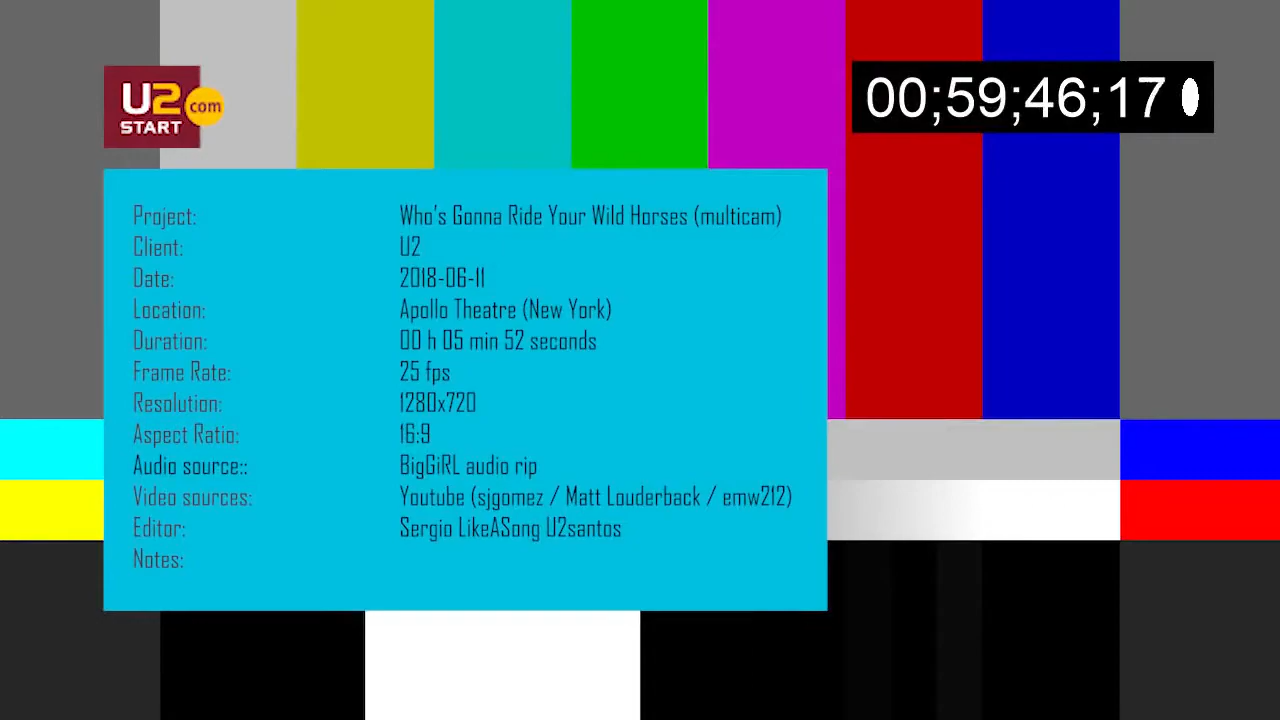 U2
com
START
00;59;46;17
Project: Who's Gonna Ride Your Wild Horses (multicam)
Client: U2
Date: 2018-06-11
Location: Apollo Theatre (New York)
Duration: 00 h 05 min 52 seconds
Frame Rate: 25 fps
Resolution: 1280x720
Aspect Ratio: 16:9
Audio source:: BigGiRL audio rip
Video sources: Youtube (sjgomez / Matt Louderback / emw212)
Editor: Sergio LikeASong U2santos
Notes: